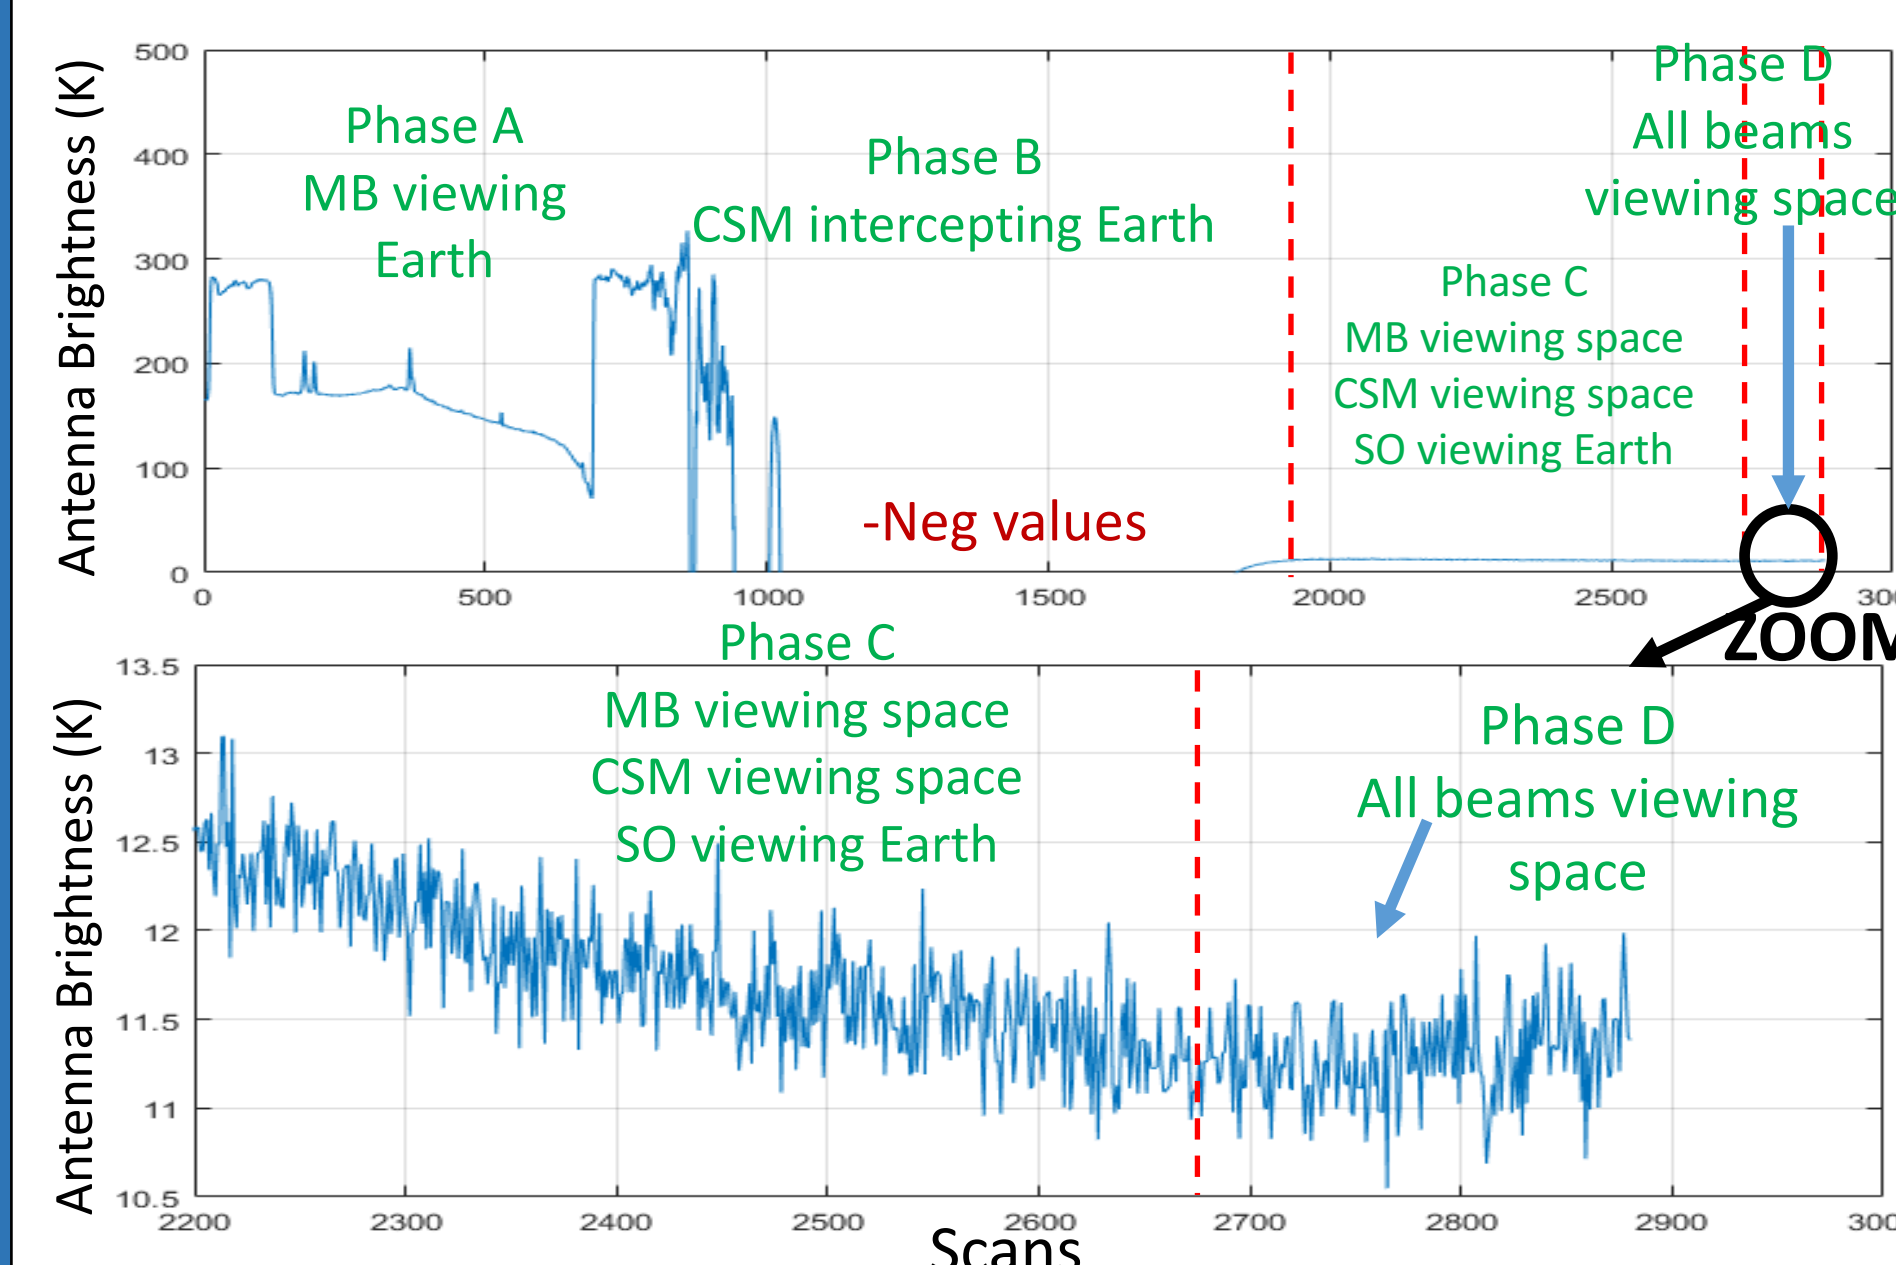 Antenna Brightness (K)
500
400
300
200
100
0
Phase A
MB viewing
Earth
Phase B
CSM intercepting Earth
-Neg values
Phase C
MB viewing space
CSM viewing space
SO viewing Earth
Phase D
All beams
viewing space
0
500
1000
1500
2000
2500
300
ZOOM
Antenna Brightness (K)
13.5
13
12.5
12
11.5
11
10.5
Phase C
MB viewing space
CSM viewing space
SO viewing Earth
Phase D
All beams viewing
space
2200
2300
2400
2500
2600
2700
2800
2900
300
Scans